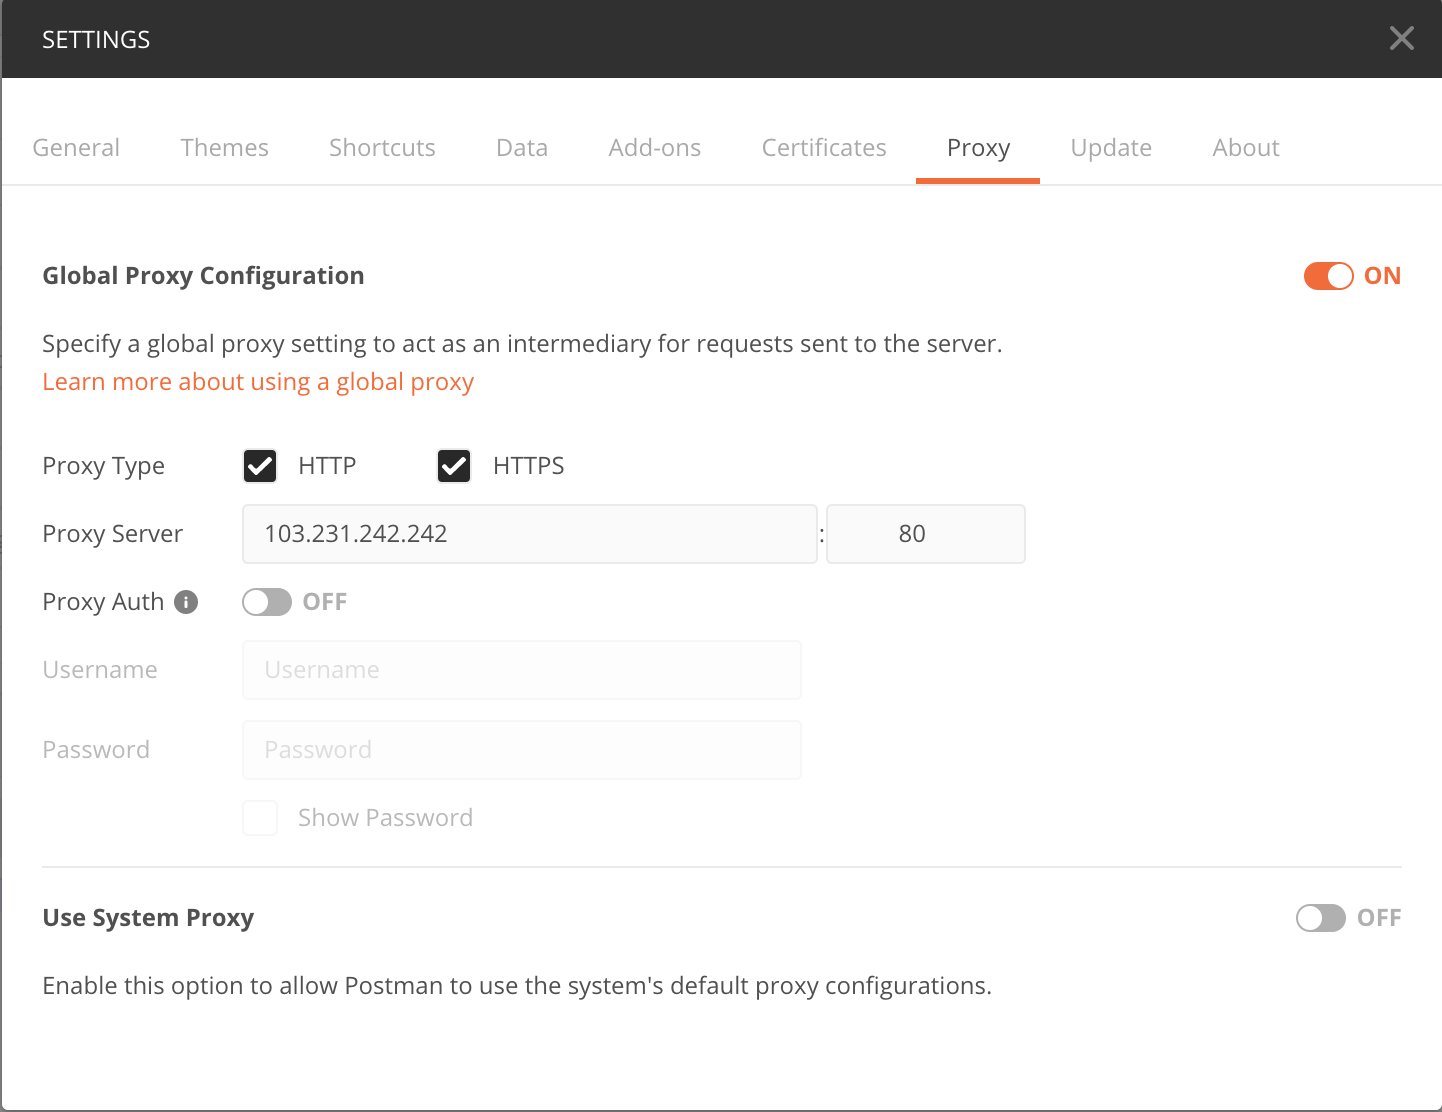 SETTINGS
General Themes Shortcuts Data Add-ons Certificates Proxy Update About
Global Proxy Configuration ON
Specify a global proxy setting to act as an intermediary for requests sent to the server.
Learn more about using a global proxy
Proxy Type HTTP HTTPS
Proxy Server 103.231.242.242 : 80
Proxy Auth i OFF
Username Username
Password Password
Show Password
Use System Proxy OFF
Enable this option to allow Postman to use the system's default proxy configurations.